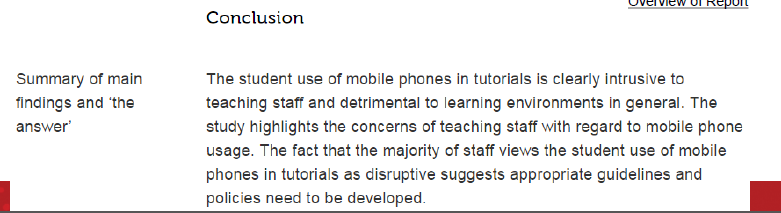 Overview of Report
Conclusion
Summary of main
findings and 'the
answer'
The student use of mobile phones in tutorials is clearly intrusive to
teaching staff and detrimental to learning environments in general. The
study highlights the concerns of teaching staff with regard to mobile phone
usage. The fact that the majority of staff views the student use of mobile
phones in tutorials as disruptive suggests appropriate guidelines and
policies need to be developed.